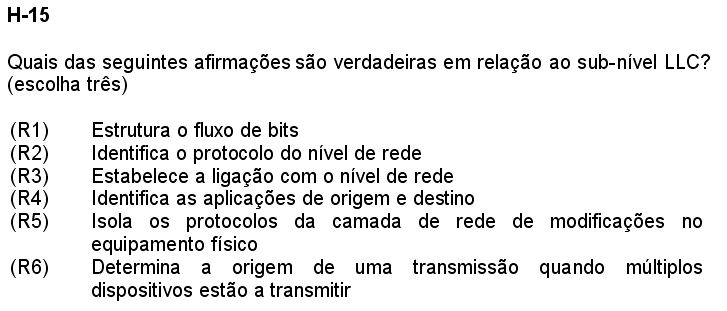 H-15
Quais das seguintes afirmações são verdadeiras em relação ao sub-nível LLC?
(escolha três)
(R1) Estrutura o fluxo de bits
(R2) Identifica o protocolo do nível de rede
(R3) Estabelece a ligação com o nível de rede
(R4) Identifica as aplicações de origem e destino
(R5) Isola os protocolos da camada de rede de modificações no
equipamento físico
(R6) Determina a origem de uma transmissão quando múltiplos
dispositivos estão a transmitir